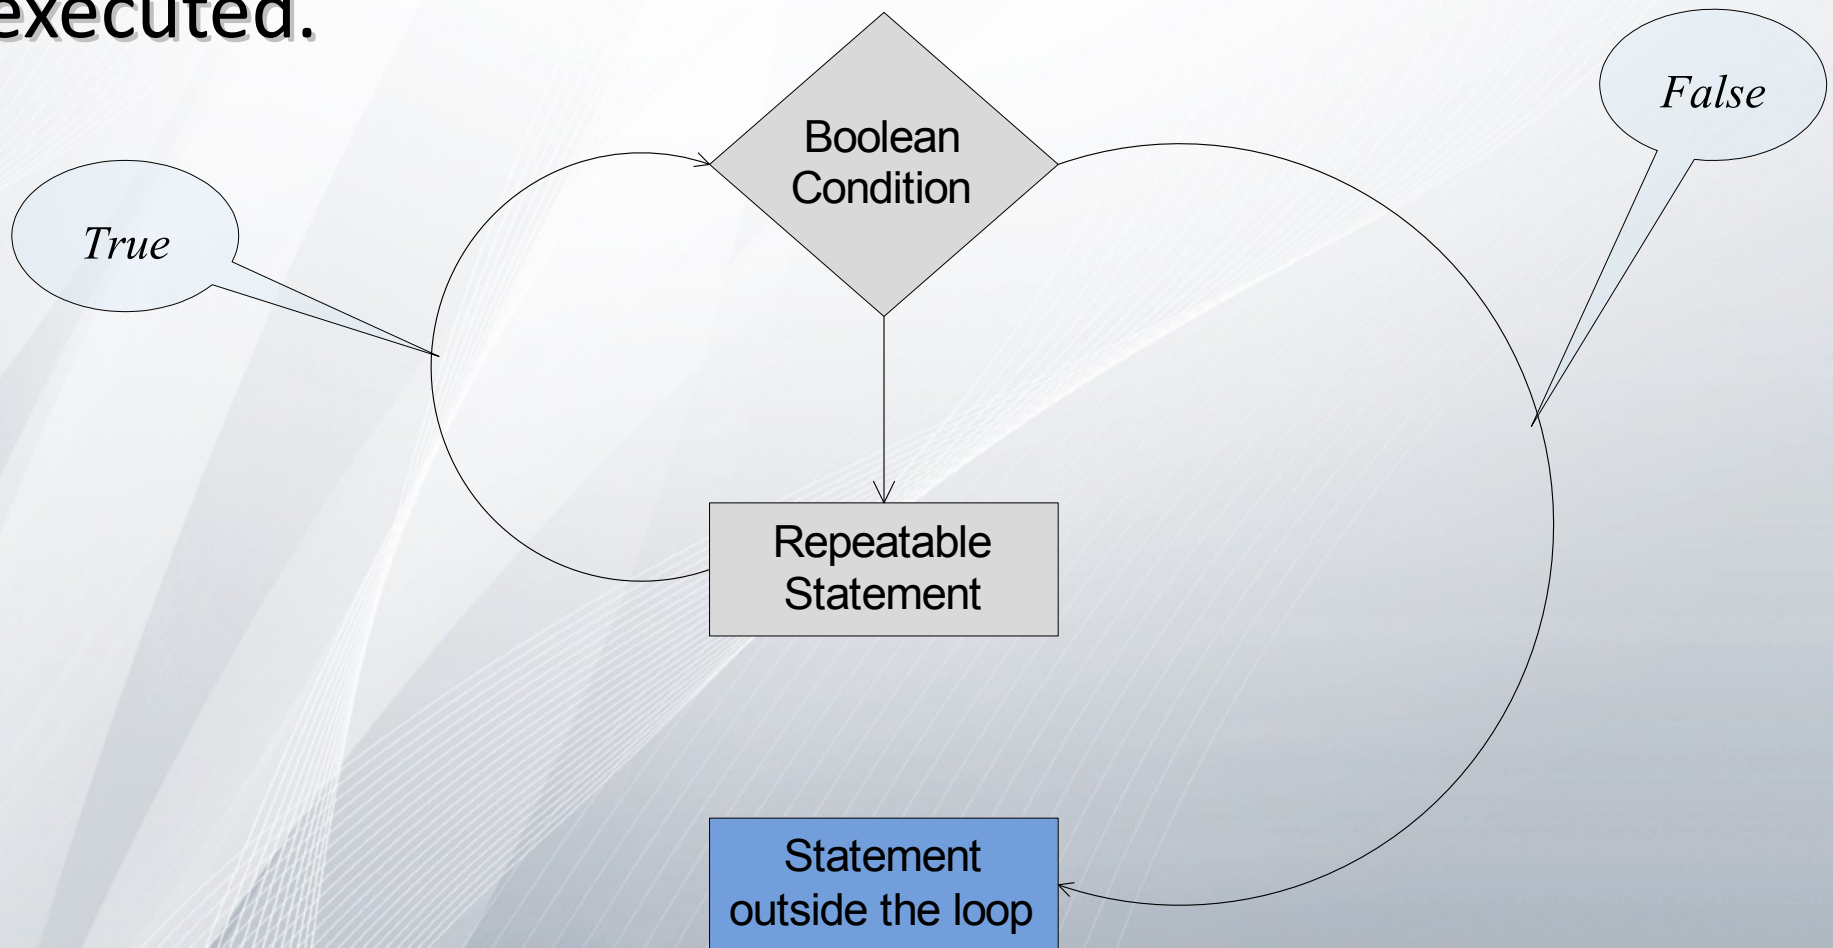 executed.
Boolean
Condition
False
True
Repeatable
Statement
Statement
outside the loop